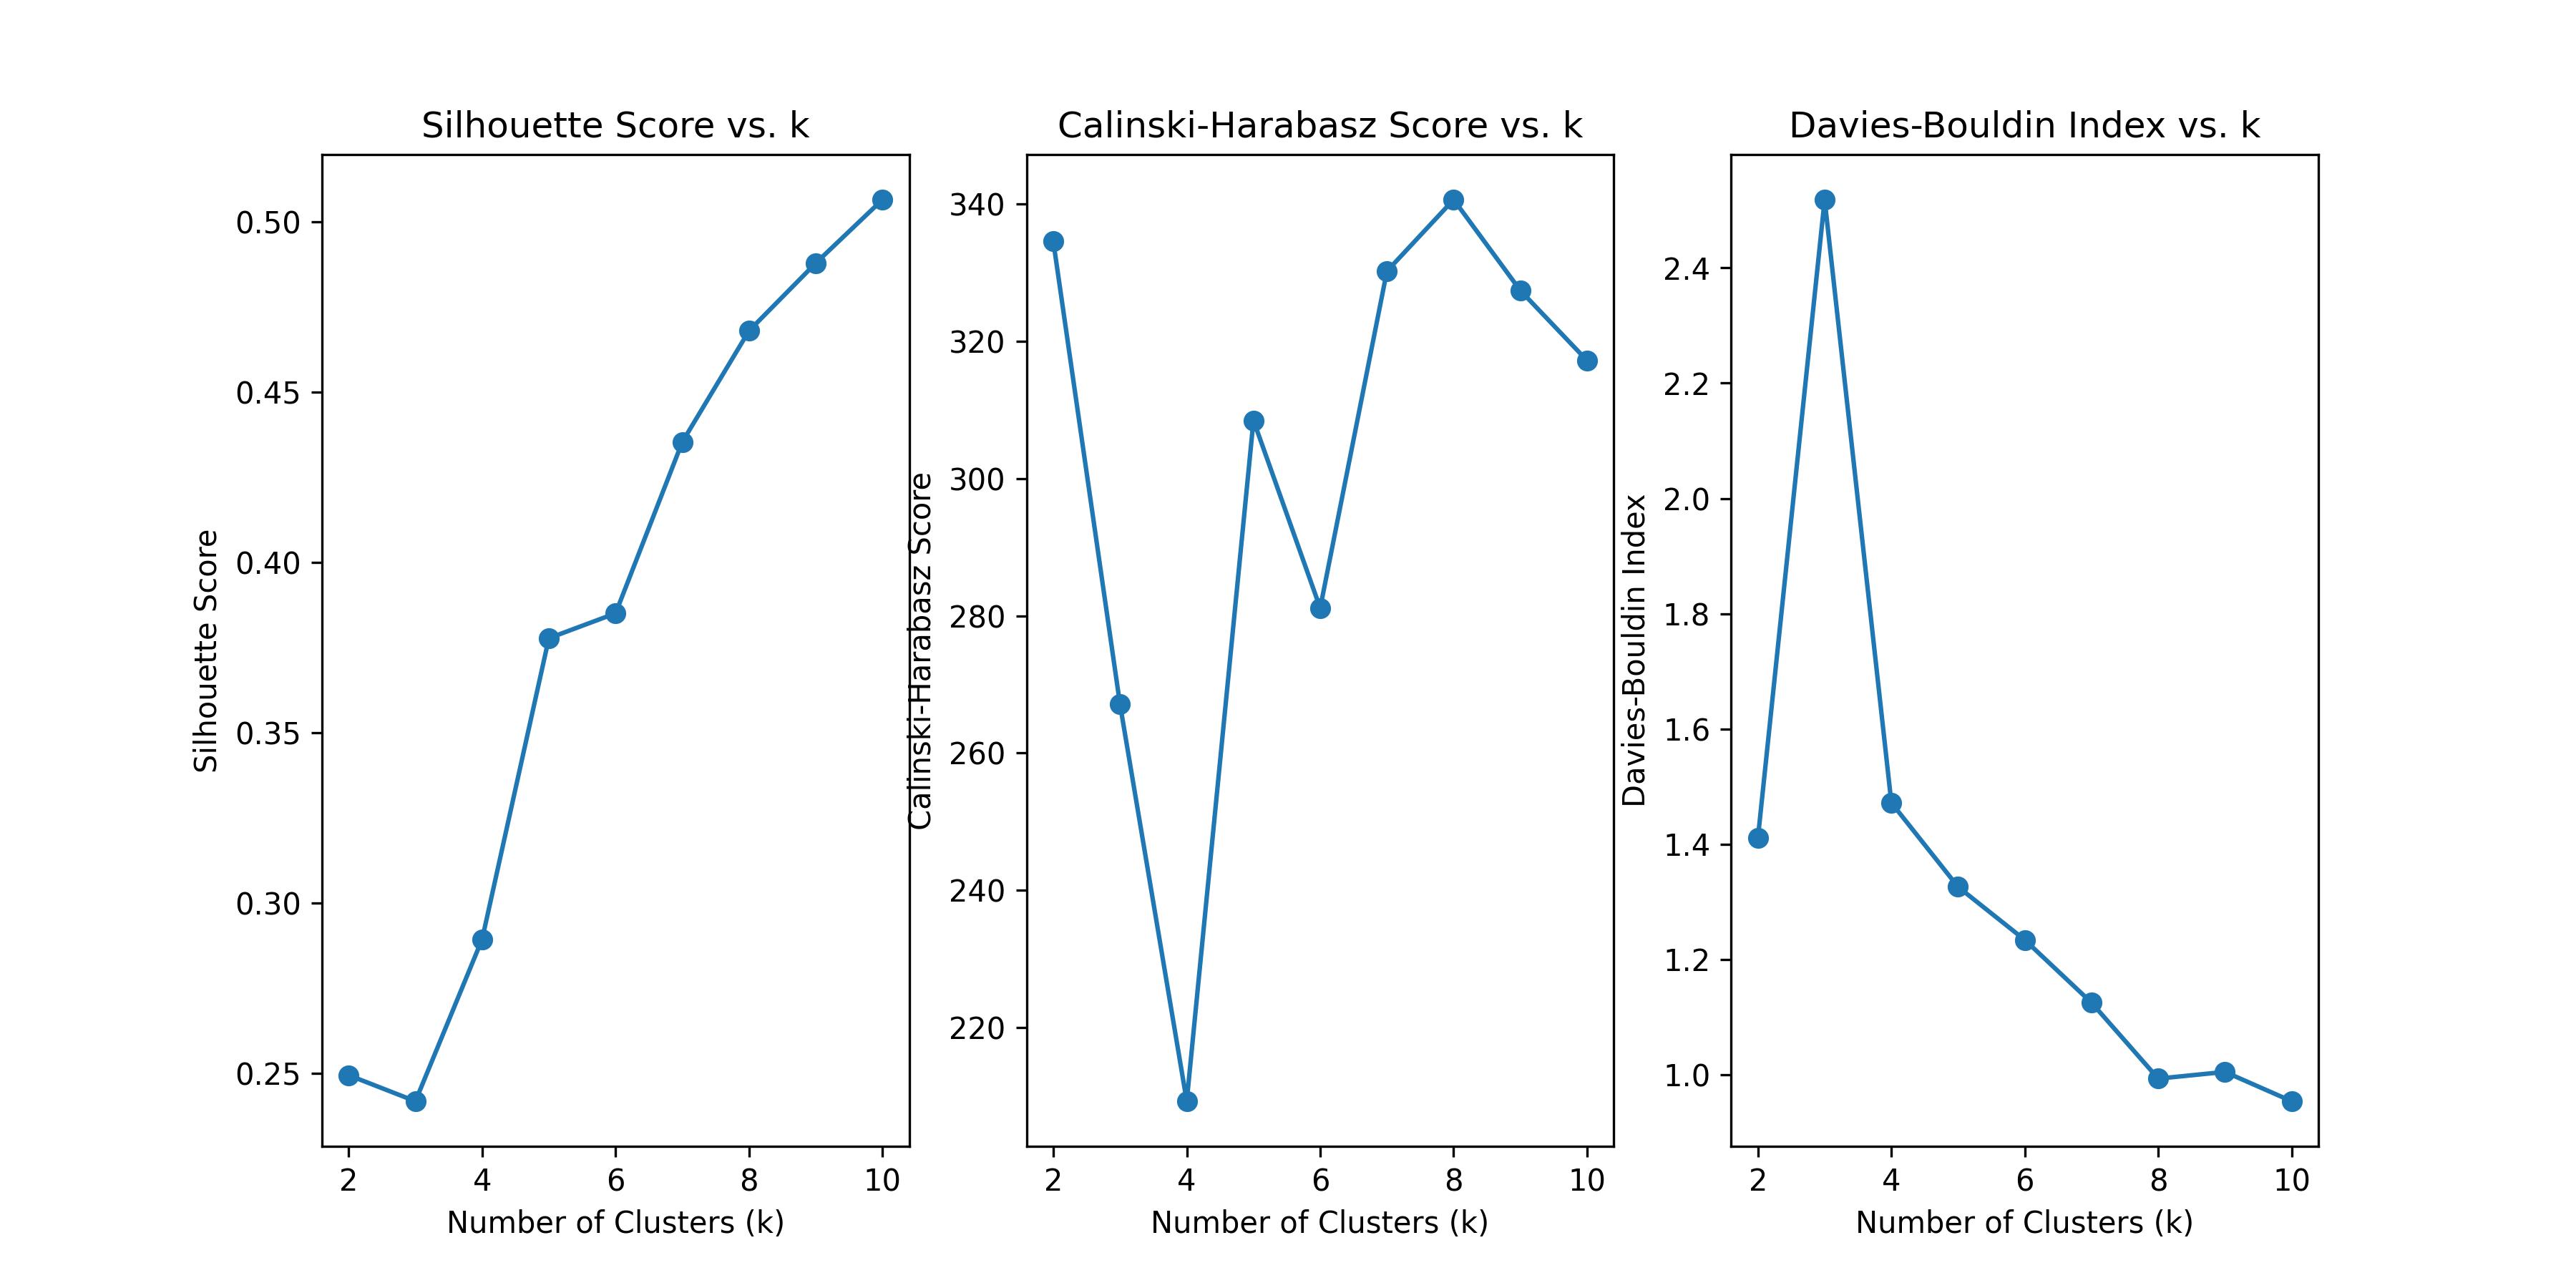 Silhouette Score vs. k
Silhouette Score
0.50
0.45
0.40
0.35
0.30
0.25
2 4 6 8 10
Number of Clusters (k)
Calinski-Harabasz Score vs. k
Calinski-Harabasz Score
340
320
300
280
260
240
220
2 4 6 8 10
Number of Clusters (k)
Davies-Bouldin Index vs. k
Davies-Bouldin Index
2.4
2.2
2.0
1.8
1.6
1.4
1.2
1.0
2 4 6 8 10
Number of Clusters (k)